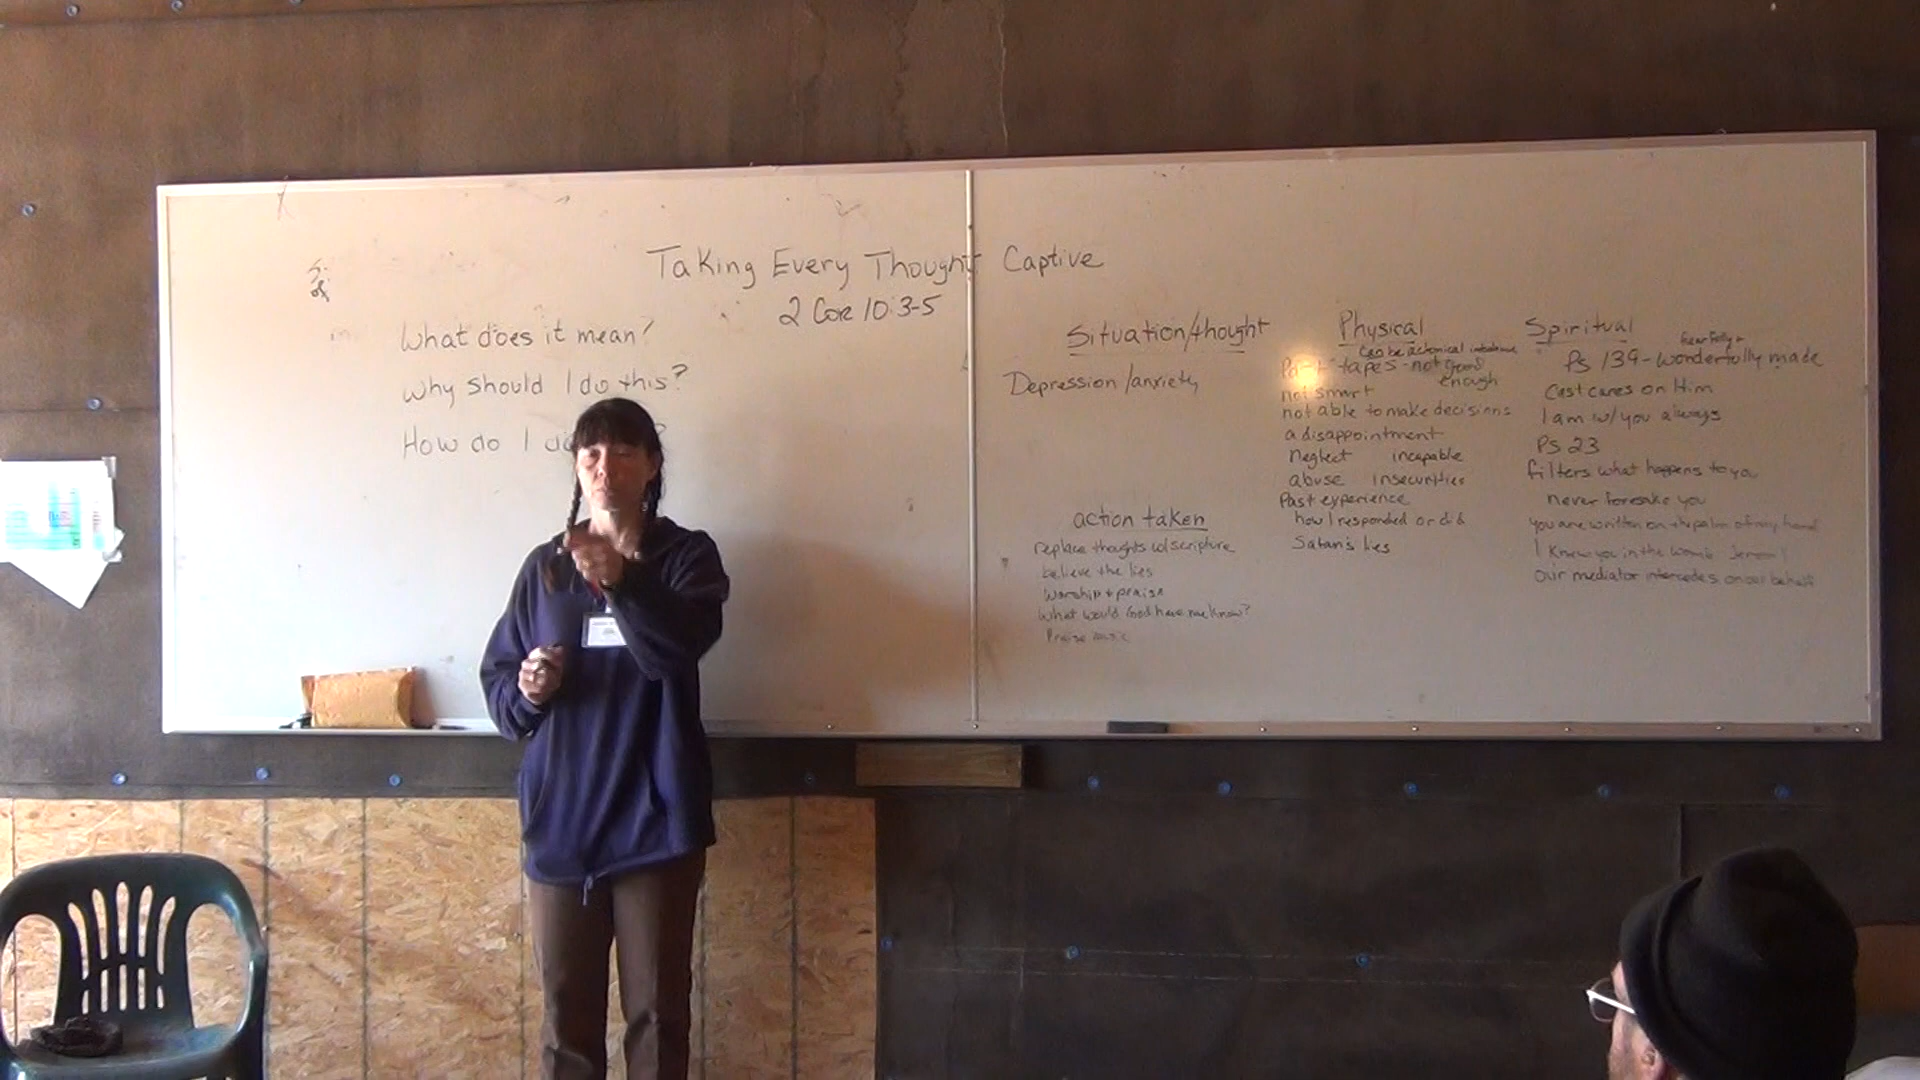 Taking Every Thought Captive
2 Cor 10:3-5
What does it mean?
Why should I do this?
How do I do ?
Situation/thought
Depression/anxiety
action taken
replace thoughts w/scripture
believe the lies
Worship + praise
What would God have me know?
Praise music
Physical
Can be a chemical imbalance
Past tapes - not good
enough
not smart
not able to make decisions
a disappointment
neglect incapable
abuse insecurities
Past experience
how I responded or did
Satan's lies
Spiritual
fearfully +
Ps 139 - wonderfully made
Cast cares on Him
I am w/you always
Ps 23
filters what happens to you
never forsake you
you are written on the palm of my hand
I knew you in the womb
Our mediator intercedes on our behalf